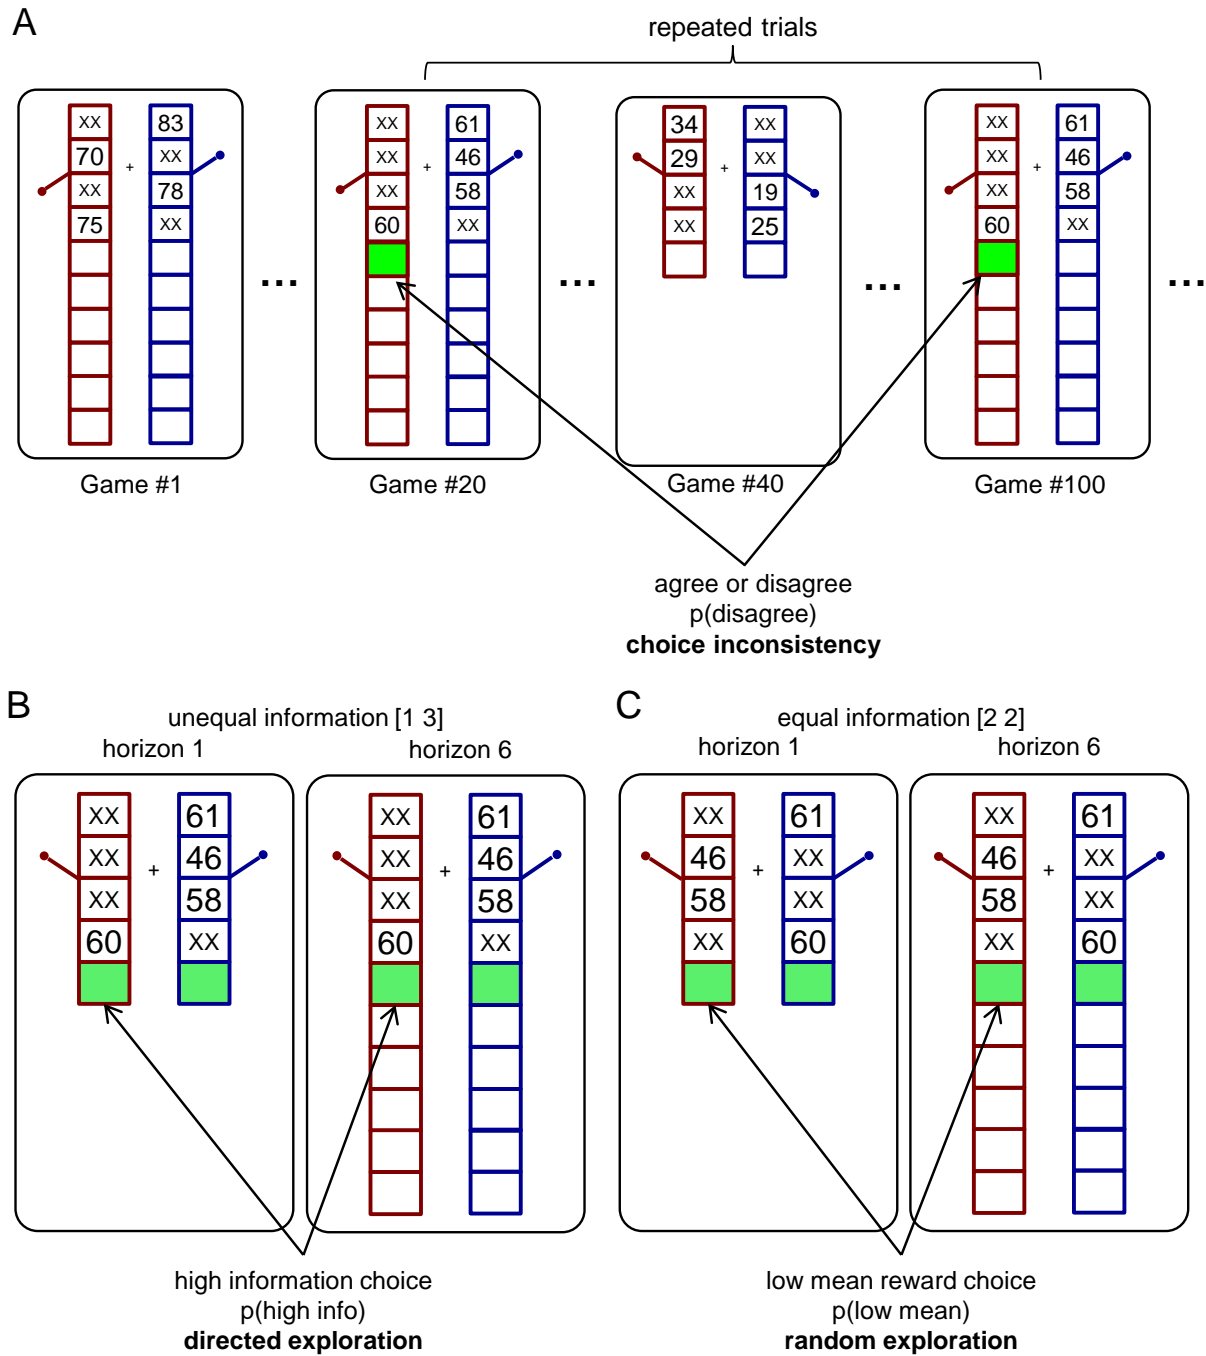 A
repeated trials
XX 83
70 XX
XX 78
75 XX
+
Game #1
...
XX 61
XX 46
XX 58
60 XX
+
Game #20
...
34 XX
29 XX
XX 19
XX 25
+
Game #40
...
XX 61
XX 46
XX 58
60 XX
+
Game #100
...
agree or disagree
p(disagree)
choice inconsistency
B
unequal information [1 3]
horizon 1
XX 61
XX 46
XX 58
60 XX
+
horizon 6
XX 61
XX 46
XX 58
60 XX
+
high information choice
p(high info)
directed exploration
C
equal information [2 2]
horizon 1
XX 61
46 XX
58 XX
XX 60
+
horizon 6
XX 61
46 XX
58 XX
XX 60
+
low mean reward choice
p(low mean)
random exploration